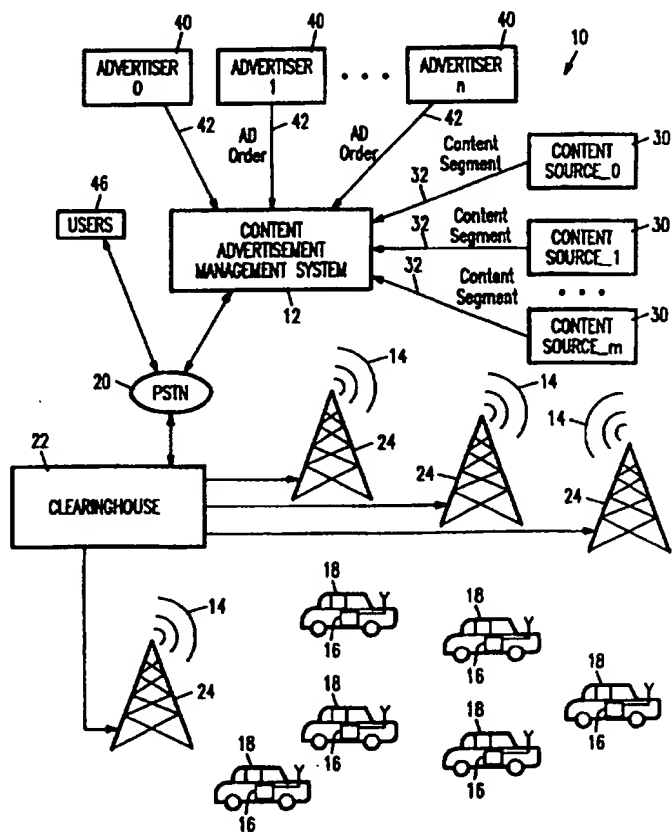 40 40 40 10
ADVERTISER 0
ADVERTISER 1
• • •
ADVERTISER n
42 42 42
AD Order
AD Order
Content Segment
30
CONTENT SOURCE_0
32
46
USERS
CONTENT
ADVERTISEMENT
MANAGEMENT SYSTEM
12
Content Segment
32
30
CONTENT SOURCE_1
Content Segment
32
• • •
30
CONTENT SOURCE_m
20
PSTN
14 14 14
22
CLEARINGHOUSE
24 24 24
14
24
18 18
16 16
18 18 18
16 16 16
18
16